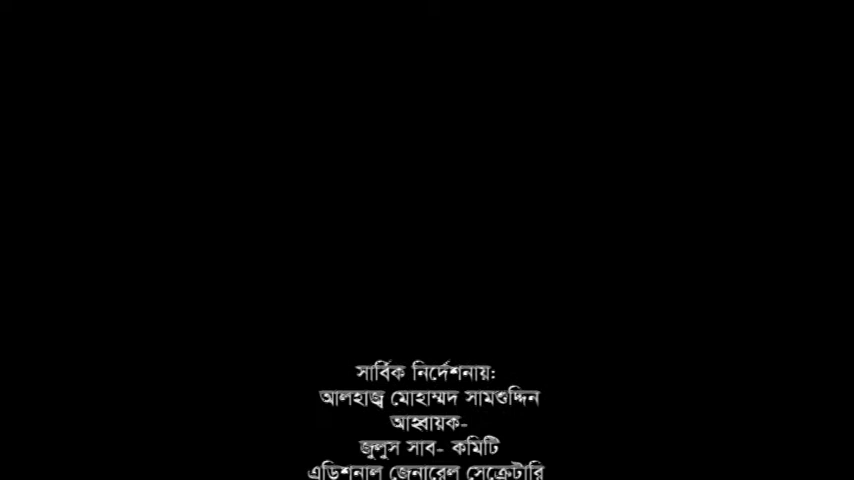 সার্বিক নির্দেশনায়:
আলহাজ্ব মোহাম্মদ সামশুদ্দিন
আহ্বায়ক-
জুলুস সাব- কমিটি
এডিশনাল জেনারেল সেক্রেটারি